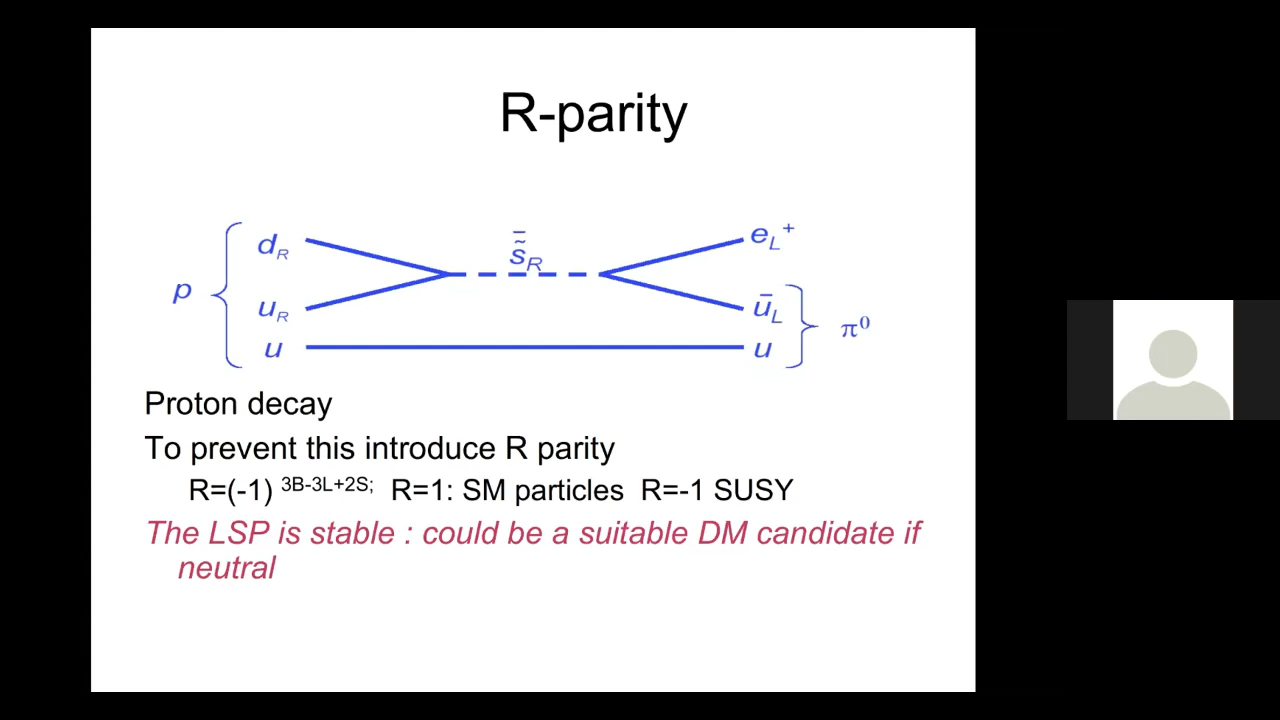 R-parity
p
d_R
u_R
u
s̃̄_R
e_L^+
ū_L
u
π⁰
Proton decay
To prevent this introduce R parity
R=(-1) ^{3B-3L+2S;} R=1: SM particles R=-1 SUSY
The LSP is stable : could be a suitable DM candidate if
neutral